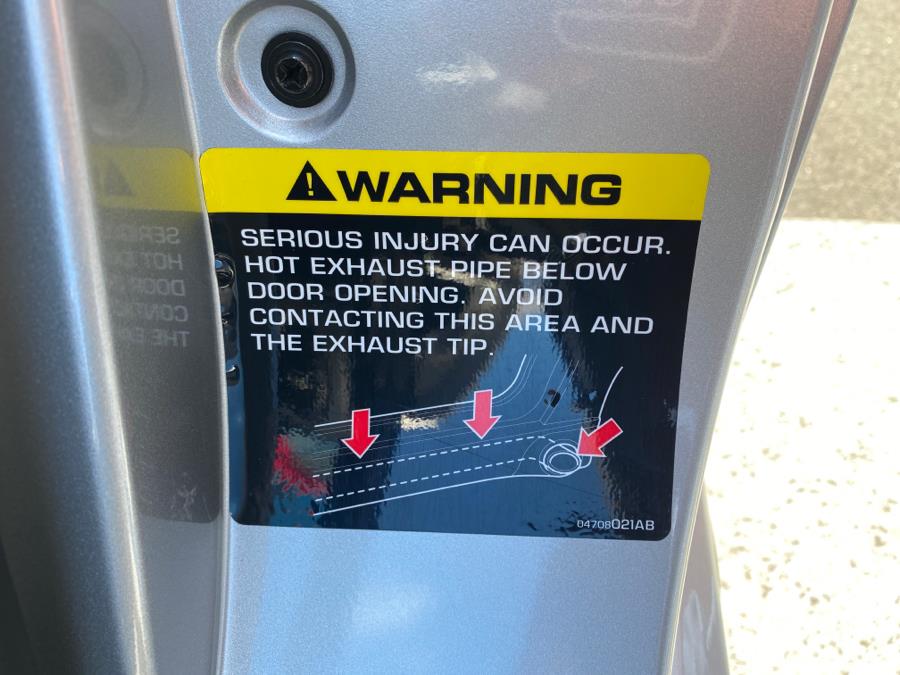 WARNING
SERIOUS INJURY CAN OCCUR.
HOT EXHAUST PIPE BELOW
DOOR OPENING. AVOID
CONTACTING THIS AREA AND
THE EXHAUST TIP.
04708021AB